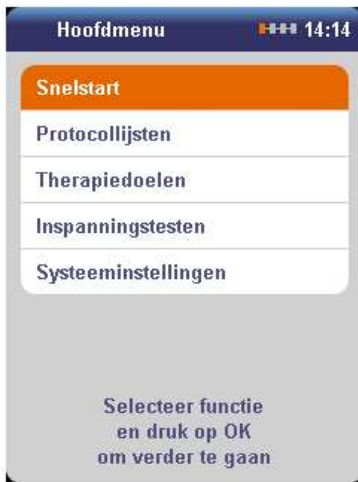 Hoofdmenu 14:14
Snelstart
Protocollijsten
Therapiedoelen
Inspanningstesten
Systeeminstellingen
Selecteer functie
en druk op OK
om verder te gaan